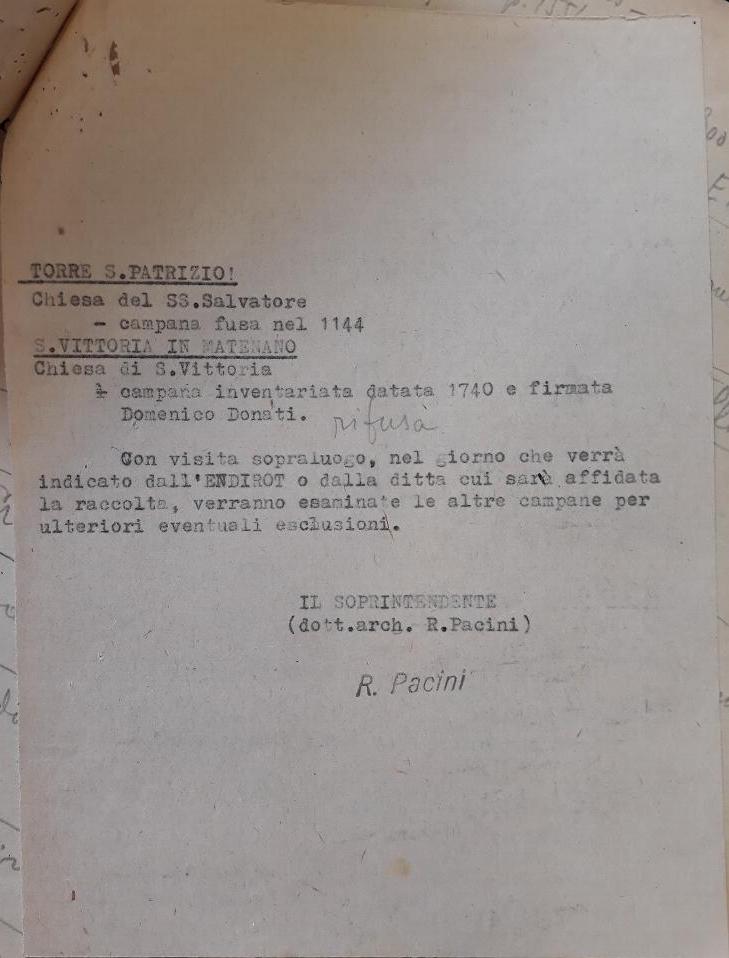 TORRE S.PATRIZIO!
Chiesa del SS.Salvatore
- campana fusa nel 1144
S.VITTORIA IN MATENANO
Chiesa di S.Vittoria
- campana inventariata datata 1740 e firmata
Domenico Donati. rifusa
Con visita sopraluogo, nel giorno che verrà
indicato dall'ENDIROT o dalla ditta cui sarà affidata
la raccolta, verranno esaminate le altre campane per
ulteriori eventuali esclusioni.
IL SOPRINTENDENTE
(dott.arch. R.Pacini)
R. Pacini